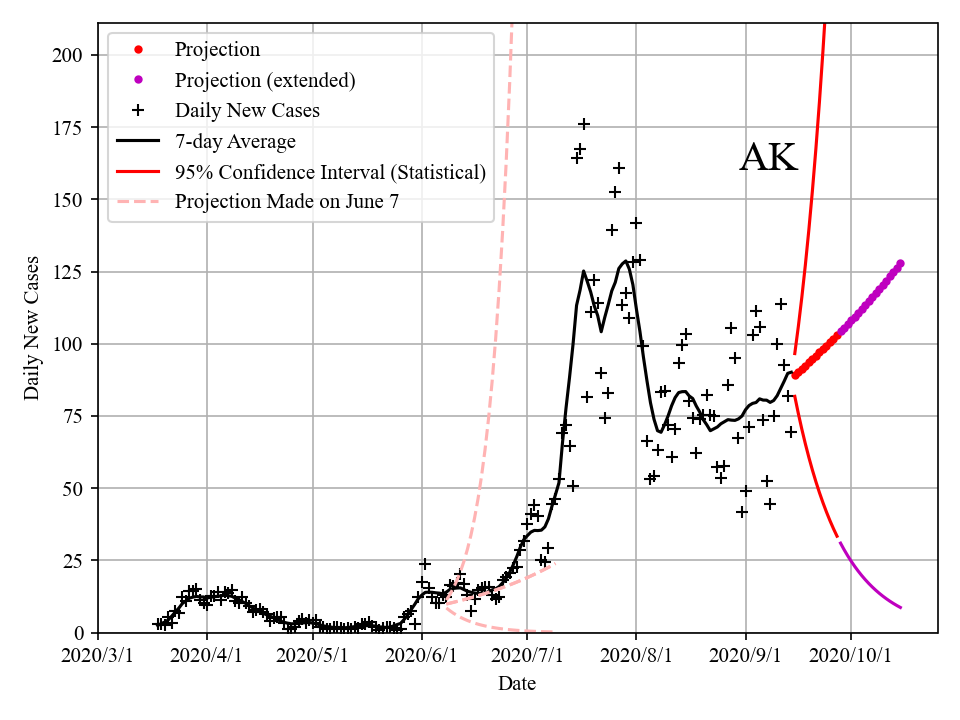 Projection
Projection (extended)
Daily New Cases
7-day Average
95% Confidence Interval (Statistical)
Projection Made on June 7
AK
200
175
150
125
100
75
50
25
0
Daily New Cases
2020/3/1 2020/4/1 2020/5/1 2020/6/1 2020/7/1 2020/8/1 2020/9/1 2020/10/1
Date